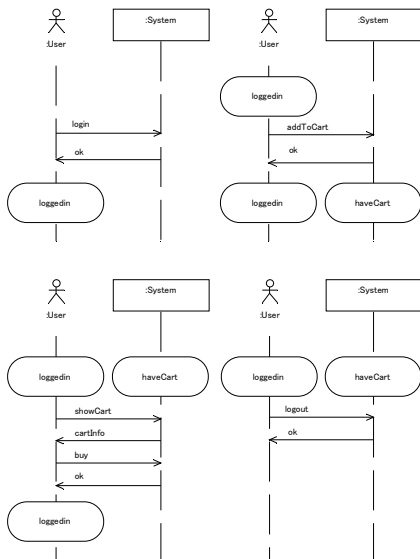 :User
:System
login
ok
loggedin
:User
:System
loggedin
addToCart
ok
loggedin
haveCart
:User
:System
loggedin
haveCart
showCart
cartInfo
buy
ok
loggedin
:User
:System
loggedin
haveCart
logout
ok